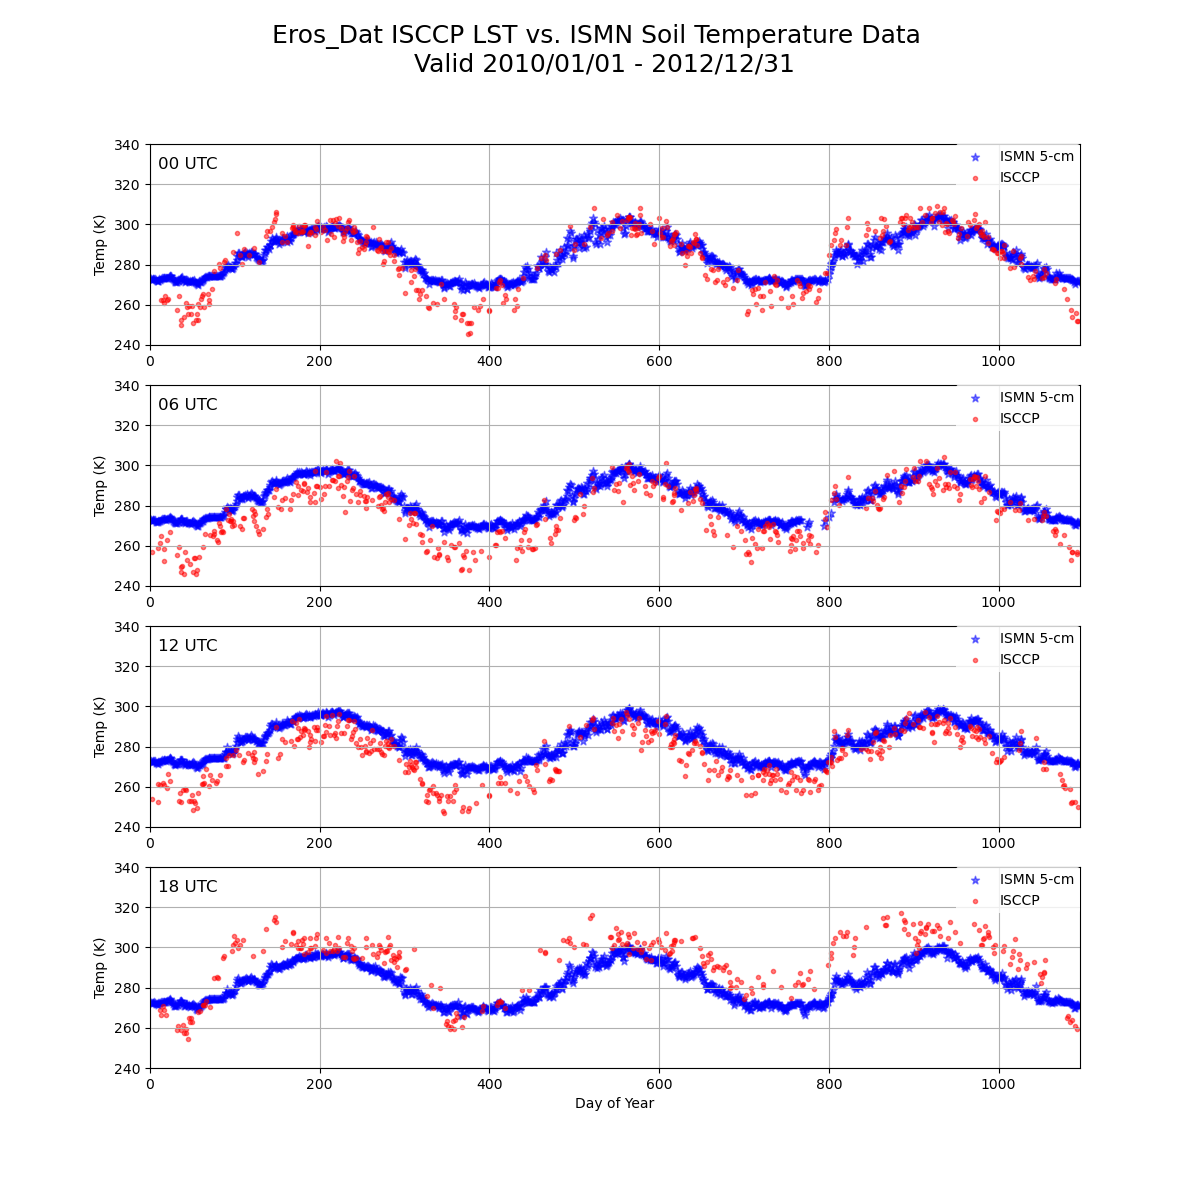 Eros_Dat ISCCP LST vs. ISMN Soil Temperature Data
Valid 2010/01/01 - 2012/12/31
340
320
300
280
260
240
Temp (K)
00 UTC
ISMN 5-cm
ISCCP
0 200 400 600 800 1000
340
320
300
280
260
240
Temp (K)
06 UTC
ISMN 5-cm
ISCCP
0 200 400 600 800 1000
340
320
300
280
260
240
Temp (K)
12 UTC
ISMN 5-cm
ISCCP
0 200 400 600 800 1000
340
320
300
280
260
240
Temp (K)
18 UTC
ISMN 5-cm
ISCCP
0 200 400 600 800 1000
Day of Year